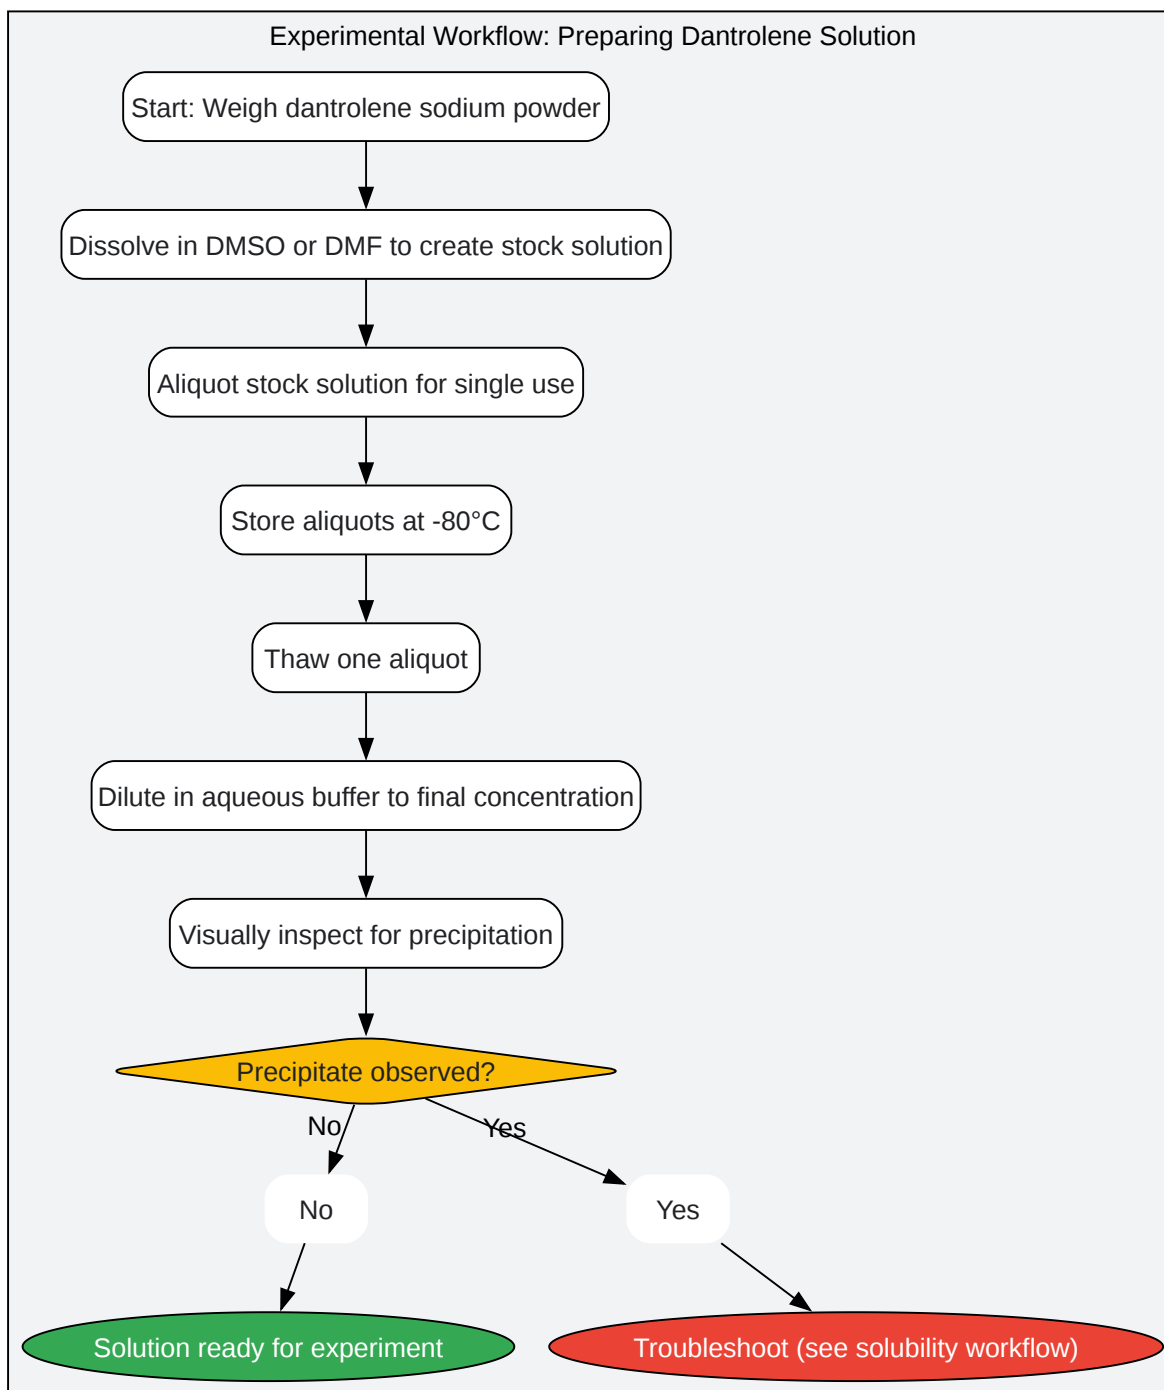 Experimental Workflow: Preparing Dantrolene Solution
Start: Weigh dantrolene sodium powder
Dissolve in DMSO or DMF to create stock solution
Aliquot stock solution for single use
Store aliquots at -80°C
Thaw one aliquot
Dilute in aqueous buffer to final concentration
Visually inspect for precipitation
Precipitate observed?
No
Yes
No
Yes
Solution ready for experiment
Troubleshoot (see solubility workflow)